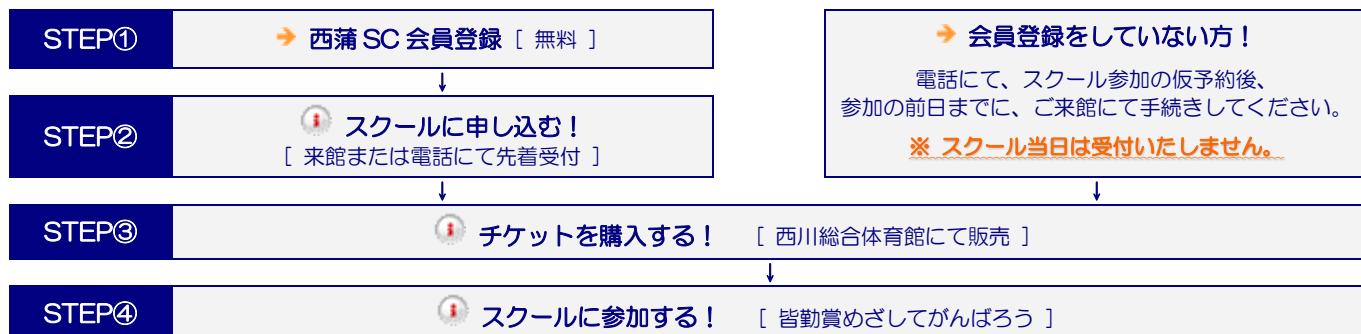 STEP①
西蒲SC会員登録 [ 無料 ]
↓
STEP②
スクールに申し込む！
[ 来館または電話にて先着受付 ]
↓
会員登録をしていない方！
電話にて、スクール参加の仮予約後、
参加の前日までに、ご来館にて手続きしてください。
※ スクール当日は受付いたしません。
↓
STEP③
チケットを購入する！ [ 西川総合体育館にて販売 ]
↓
STEP④
スクールに参加する！ [ 皆勤賞めざしてがんばろう ]